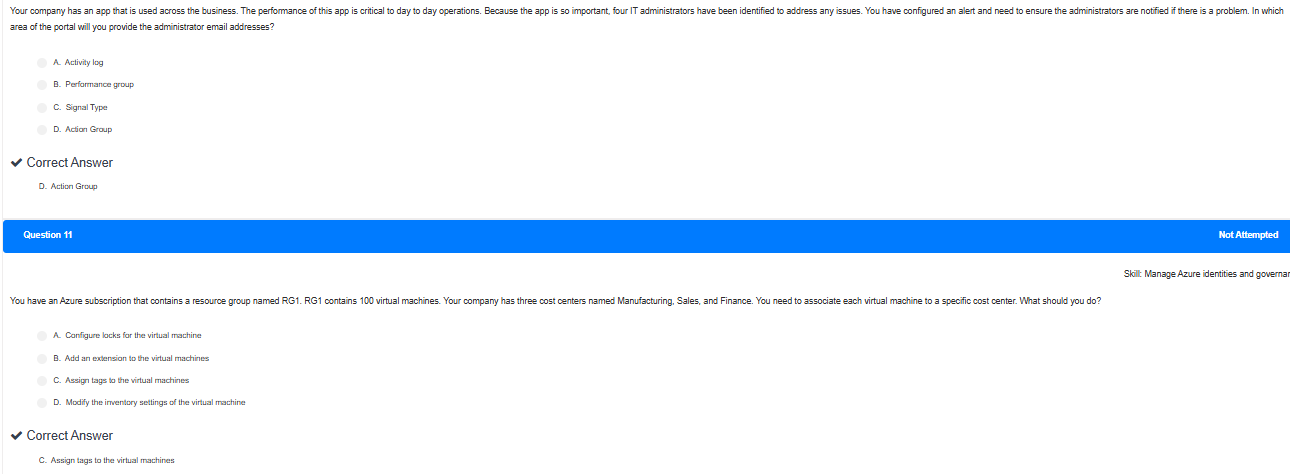 Your company has an app that is used across the business. The performance of this app is critical to day to day operations. Because the app is so important, four IT administrators have been identified to address any issues. You have configured an alert and need to ensure the administrators are notified if there is a problem. In which
area of the portal will you provide the administrator email addresses?
A. Activity log
B. Performance group
C. Signal Type
D. Action Group
✔ Correct Answer
D. Action Group
Question 11 Not Attempted
Skill: Manage Azure identities and governan
You have an Azure subscription that contains a resource group named RG1. RG1 contains 100 virtual machines. Your company has three cost centers named Manufacturing, Sales, and Finance. You need to associate each virtual machine to a specific cost center. What should you do?
A. Configure locks for the virtual machine
B. Add an extension to the virtual machines
C. Assign tags to the virtual machines
D. Modify the inventory settings of the virtual machine
✔ Correct Answer
C. Assign tags to the virtual machines